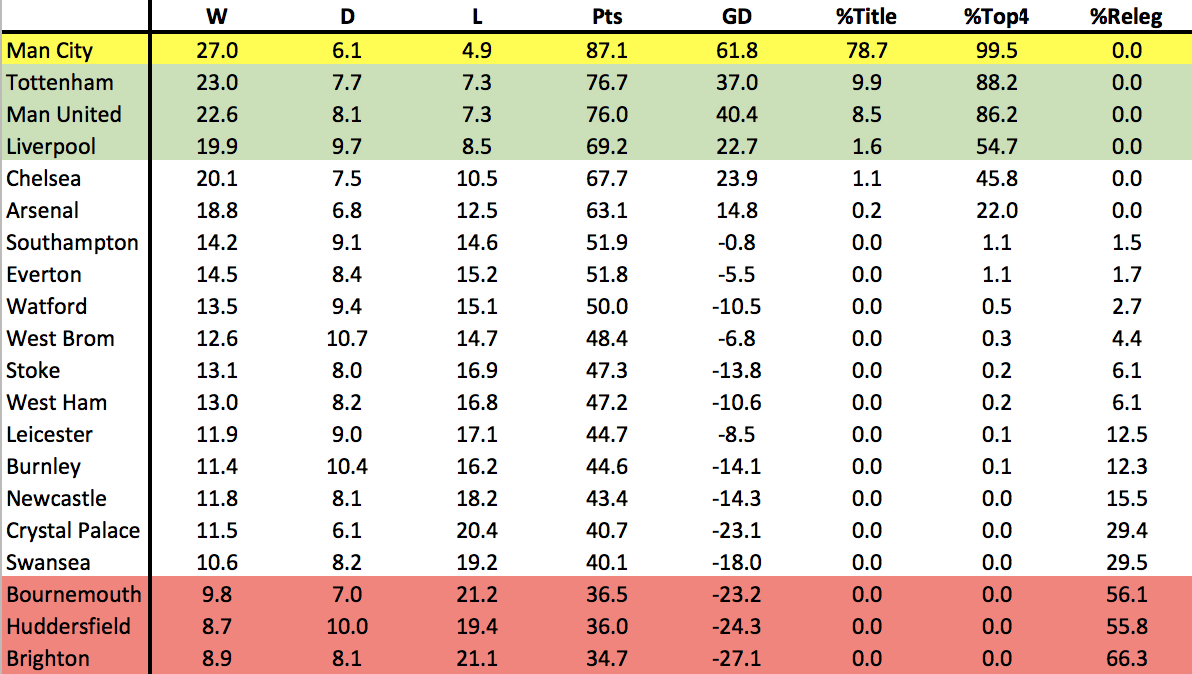 W D L Pts GD %Title %Top4 %Releg
Man City 27.0 6.1 4.9 87.1 61.8 78.7 99.5 0.0
Tottenham 23.0 7.7 7.3 76.7 37.0 9.9 88.2 0.0
Man United 22.6 8.1 7.3 76.0 40.4 8.5 86.2 0.0
Liverpool 19.9 9.7 8.5 69.2 22.7 1.6 54.7 0.0
Chelsea 20.1 7.5 10.5 67.7 23.9 1.1 45.8 0.0
Arsenal 18.8 6.8 12.5 63.1 14.8 0.2 22.0 0.0
Southampton 14.2 9.1 14.6 51.9 -0.8 0.0 1.1 1.5
Everton 14.5 8.4 15.2 51.8 -5.5 0.0 1.1 1.7
Watford 13.5 9.4 15.1 50.0 -10.5 0.0 0.5 2.7
West Brom 12.6 10.7 14.7 48.4 -6.8 0.0 0.3 4.4
Stoke 13.1 8.0 16.9 47.3 -13.8 0.0 0.2 6.1
West Ham 13.0 8.2 16.8 47.2 -10.6 0.0 0.2 6.1
Leicester 11.9 9.0 17.1 44.7 -8.5 0.0 0.1 12.5
Burnley 11.4 10.4 16.2 44.6 -14.1 0.0 0.1 12.3
Newcastle 11.8 8.1 18.2 43.4 -14.3 0.0 0.0 15.5
Crystal Palace 11.5 6.1 20.4 40.7 -23.1 0.0 0.0 29.4
Swansea 10.6 8.2 19.2 40.1 -18.0 0.0 0.0 29.5
Bournemouth 9.8 7.0 21.2 36.5 -23.2 0.0 0.0 56.1
Huddersfield 8.7 10.0 19.4 36.0 -24.3 0.0 0.0 55.8
Brighton 8.9 8.1 21.1 34.7 -27.1 0.0 0.0 66.3